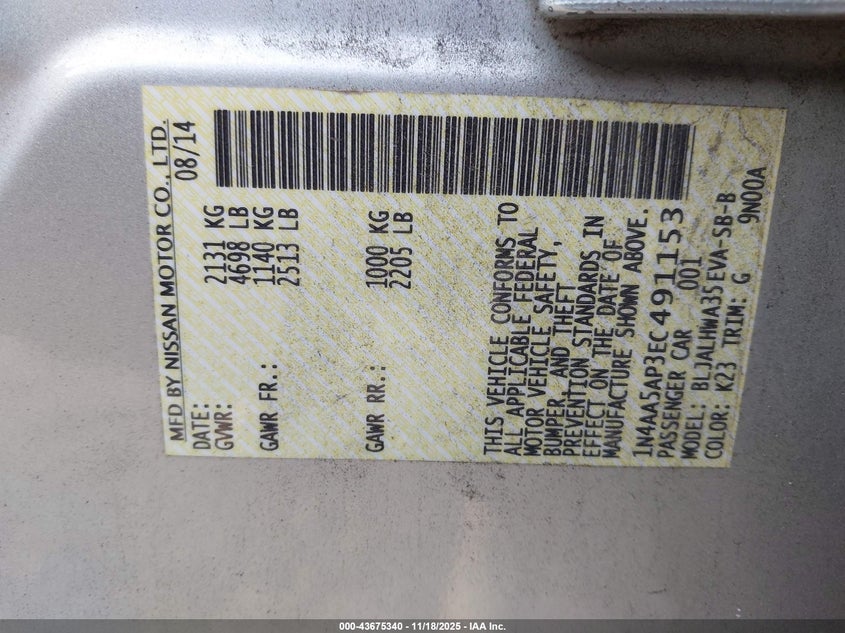 MFD BY NISSAN MOTOR CO., LTD.
DATE: 08/14
GVWR: 2131 KG
4698 LB
GAWR FR.: 1140 KG
2513 LB
GAWR RR.: 1000 KG
2205 LB
THIS VEHICLE CONFORMS TO
ALL APPLICABLE FEDERAL
MOTOR VEHICLE SAFETY,
BUMPER, AND THEFT
PREVENTION STANDARDS IN
EFFECT ON THE DATE OF
MANUFACTURE SHOWN ABOVE.
1N4AA5AP3EC491153
PASSENGER CAR 001
MODEL: BLJALHWA35EVA-SB-B
COLOR: K23 TRIM: G 9N00A
000-43675340 - 11/18/2025 - IAA Inc.